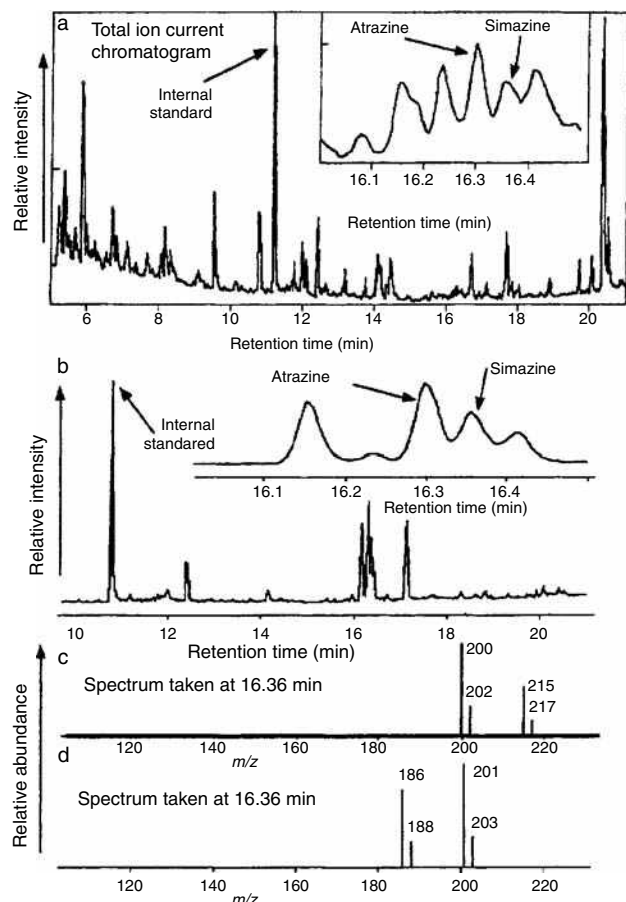 a
Total ion current
chromatogram
Internal
standard
Atrazine
Simazine
16.1 16.2 16.3 16.4
Retention time (min)
Relative intensity
6 8 10 12 14 16 18 20
Retention time (min)
b
Internal
standared
Atrazine
Simazine
16.1 16.2 16.3 16.4
Retention time (min)
Relative intensity
10 12 14 16 18 20
Retention time (min)
c
Spectrum taken at 16.36 min
200
202
215
217
120 140 160 180 200 220
m/z
Relative abundance
d
Spectrum taken at 16.36 min
186
188
201
203
120 140 160 180 200 220
m/z